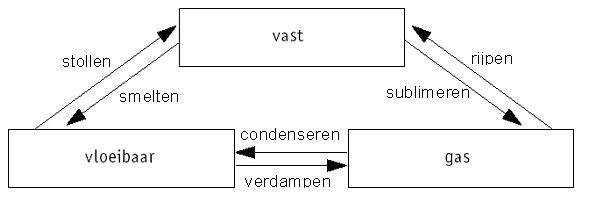 vast
stollen
rijpen
smelten
sublimeren
condenseren
vloeibaar
gas
verdampen